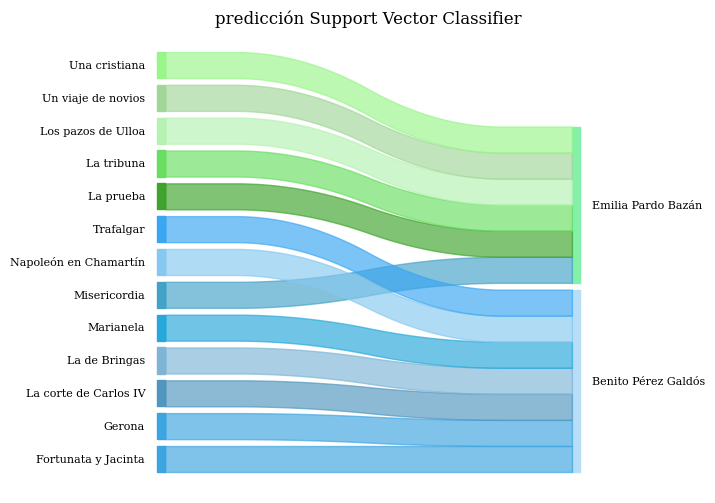 predicción Support Vector Classifier
Una cristiana
Un viaje de novios
Los pazos de Ulloa
La tribuna
La prueba
Trafalgar
Napoleón en Chamartín
Misericordia
Marianela
La de Bringas
La corte de Carlos IV
Gerona
Fortunata y Jacinta
Emilia Pardo Bazán
Benito Pérez Galdós